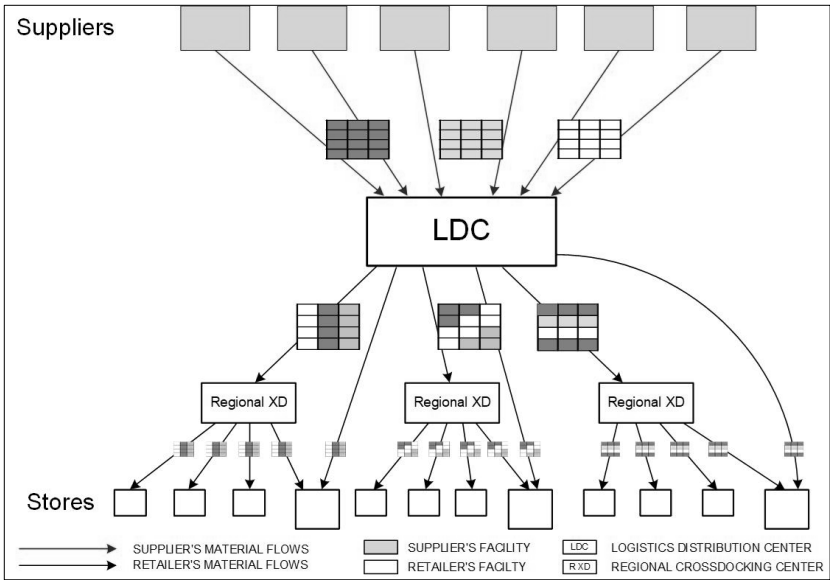 Suppliers
LDC
Regional XD
Regional XD
Regional XD
Stores
SUPPLIER'S MATERIAL FLOWS
SUPPLIER'S FACILITY
LDC
LOGISTICS DISTRIBUTION CENTER
RETAILER'S MATERIAL FLOWS
RETAILER'S FACILTY
RXD
REGIONAL CROSSDOCKING CENTER